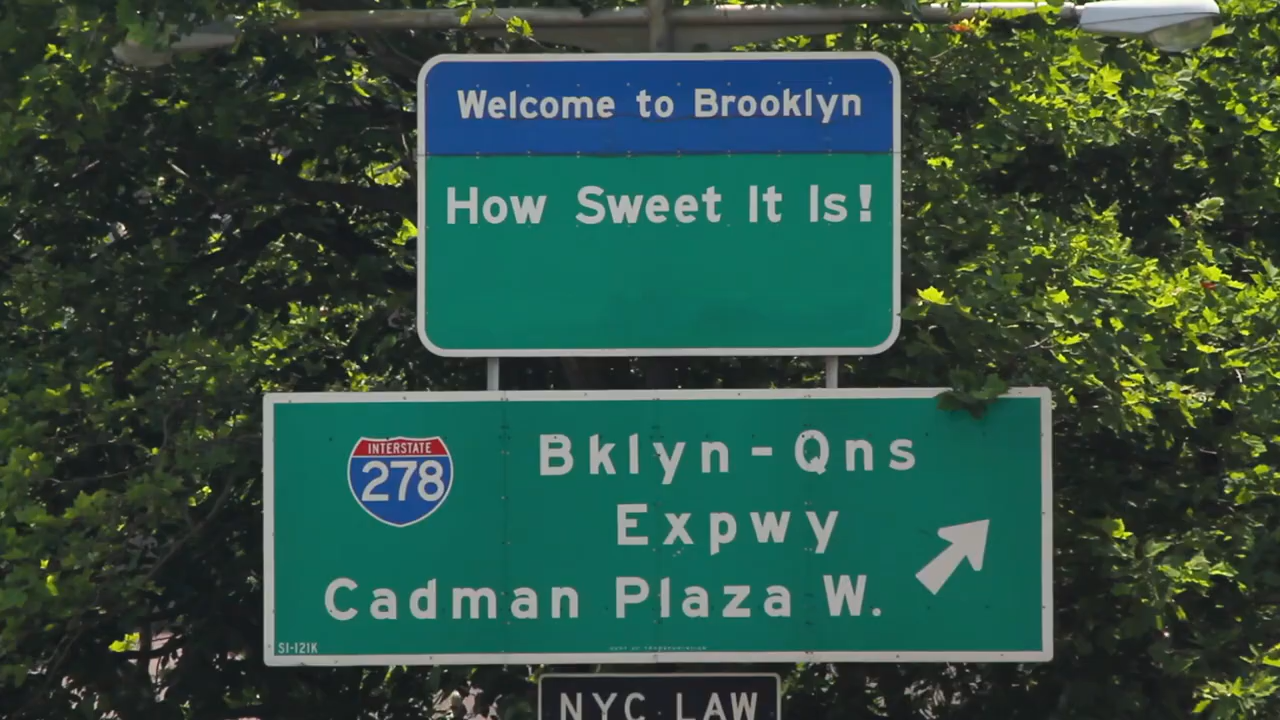 Welcome to Brooklyn
How Sweet It Is!
INTERSTATE
278
Bklyn-Qns
Expwy
Cadman Plaza W.
SI-121K
NYC LAW